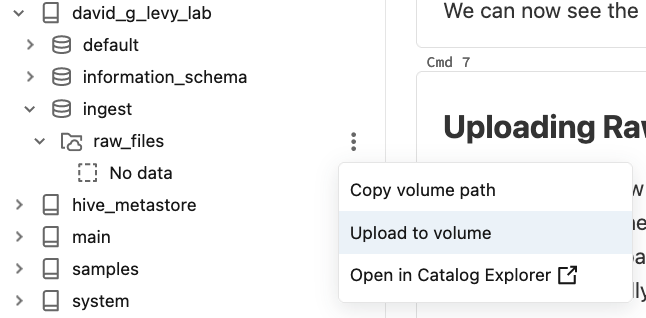 david_g_levy_lab
default
information_schema
ingest
raw_files
No data
hive_metastore
main
samples
system
We can now see the
Cmd 7
Uploading Raw
Copy volume path
Upload to volume
Open in Catalog Explorer